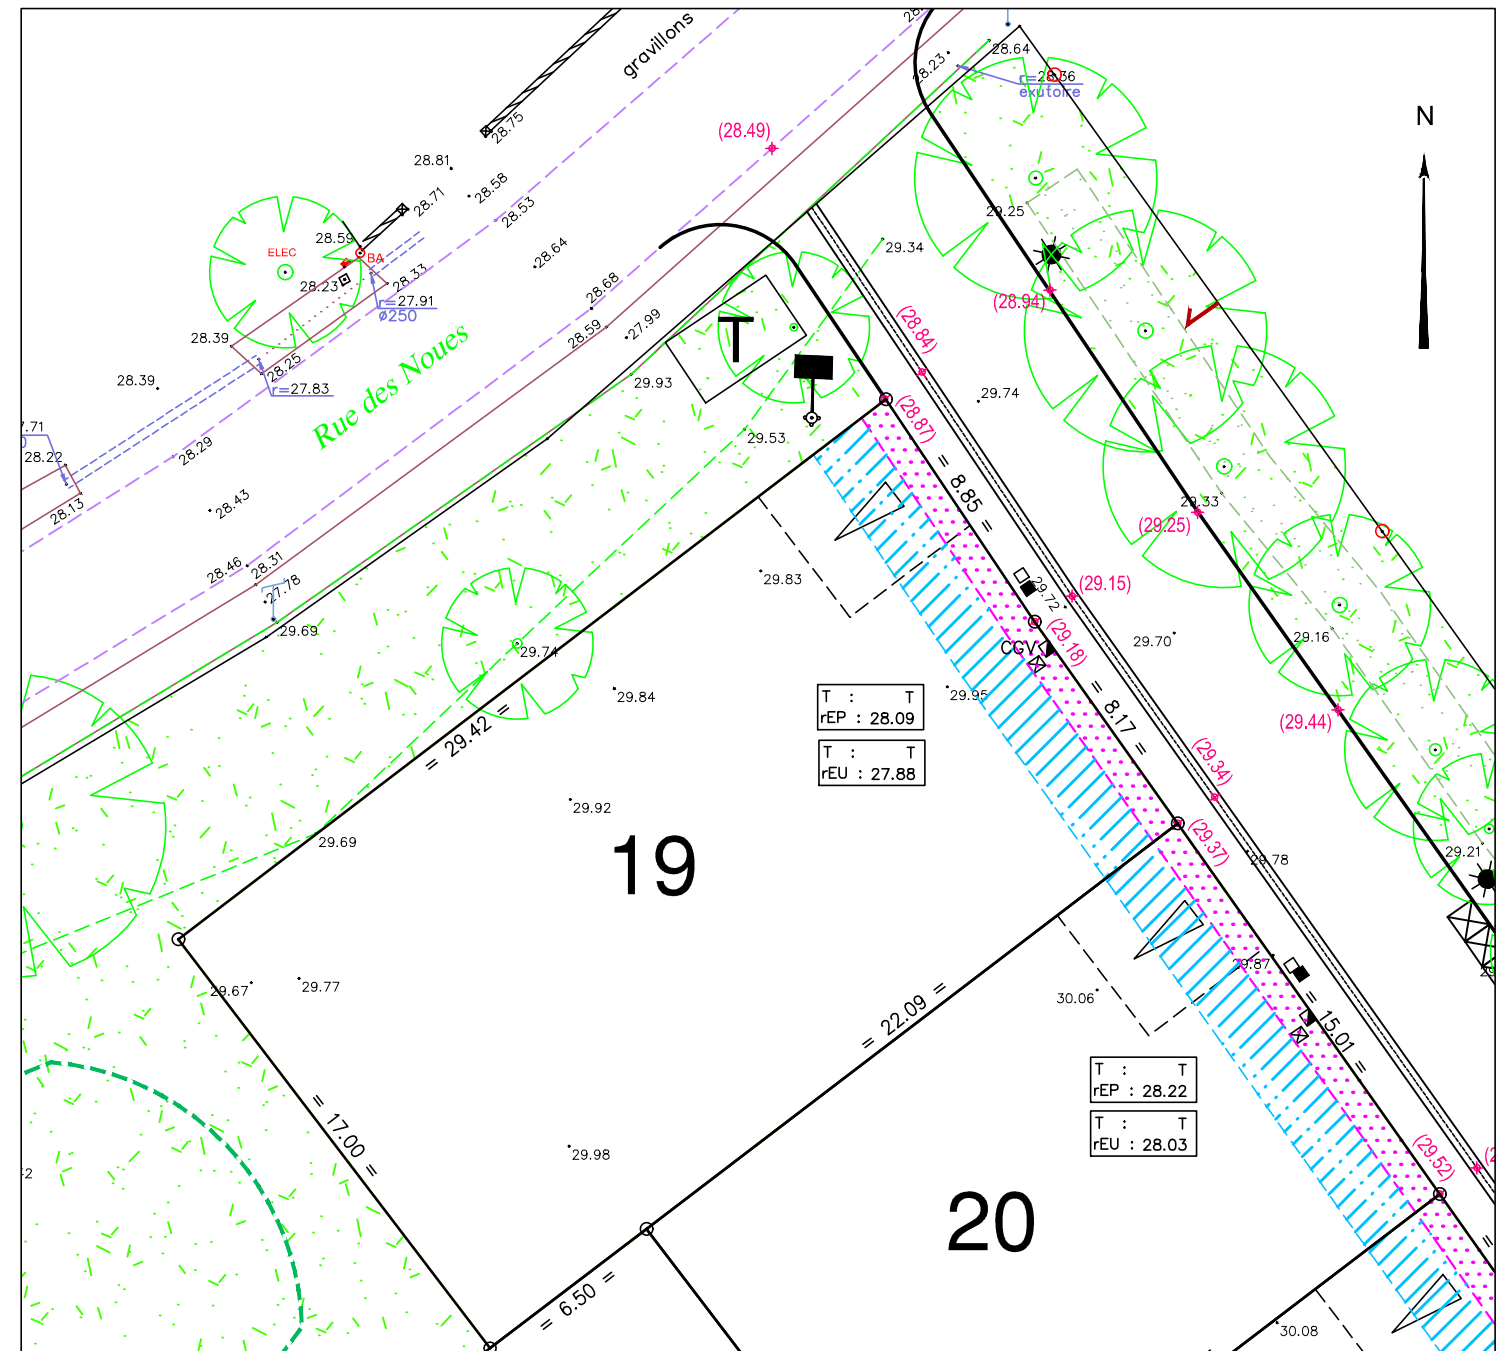 gravillons
28.75
28.81
28.71
28.58
28.53
28.59
ELEC
BA
28.23
28.33
28.64
r=27.91
ø250
28.68
28.59
27.99
28.39
28.25
r=27.83
28.39
Rue des Noues
28.29
28.22
28.13
28.43
28.46
28.31
27.78
29.69
(28.49)
28.23
28.64
r=28.36
exutoire
N
29.25
29.34
(28.94)
(28.84)
T
29.93
29.53
(28.87)
29.74
= 8.85 =
29.33
(29.25)
29.83
29.72
(29.15)
(29.18)
CGV
29.70
29.16
29.74
29.84
29.95
= 29.42 =
T : T
rEP : 28.09
T : T
rEU : 27.88
= 8.17 =
(29.44)
(29.34)
29.92
29.69
19
(29.37)
29.78
29.21
29.67
29.77
= 22.09 =
30.06
29.87
= 15.01 =
T : T
rEP : 28.22
T : T
rEU : 28.03
= 17.00 =
29.98
(29.52)
20
= 6.50 =
30.08